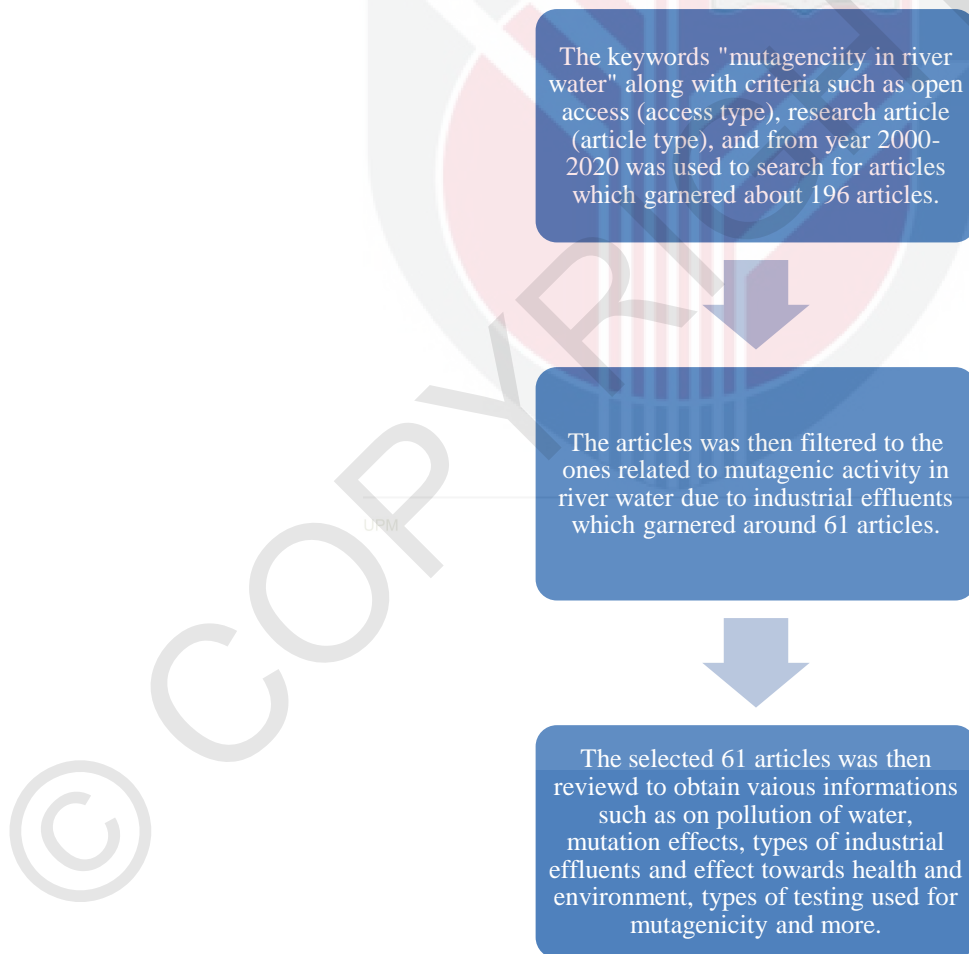 The keywords "mutagenciity in river
water" along with criteria such as open
access (access type), research article
(article type), and from year 2000-
2020 was used to search for articles
which garnered about 196 articles.
The articles was then filtered to the
ones related to mutagenic activity in
river water due to industrial effluents
which garnered around 61 articles.
UPM
The selected 61 articles was then
reviewd to obtain vaious informations
such as on pollution of water,
mutation effects, types of industrial
effluents and effect towards health and
environment, types of testing used for
mutagenicity and more.
© COPYRIGHT